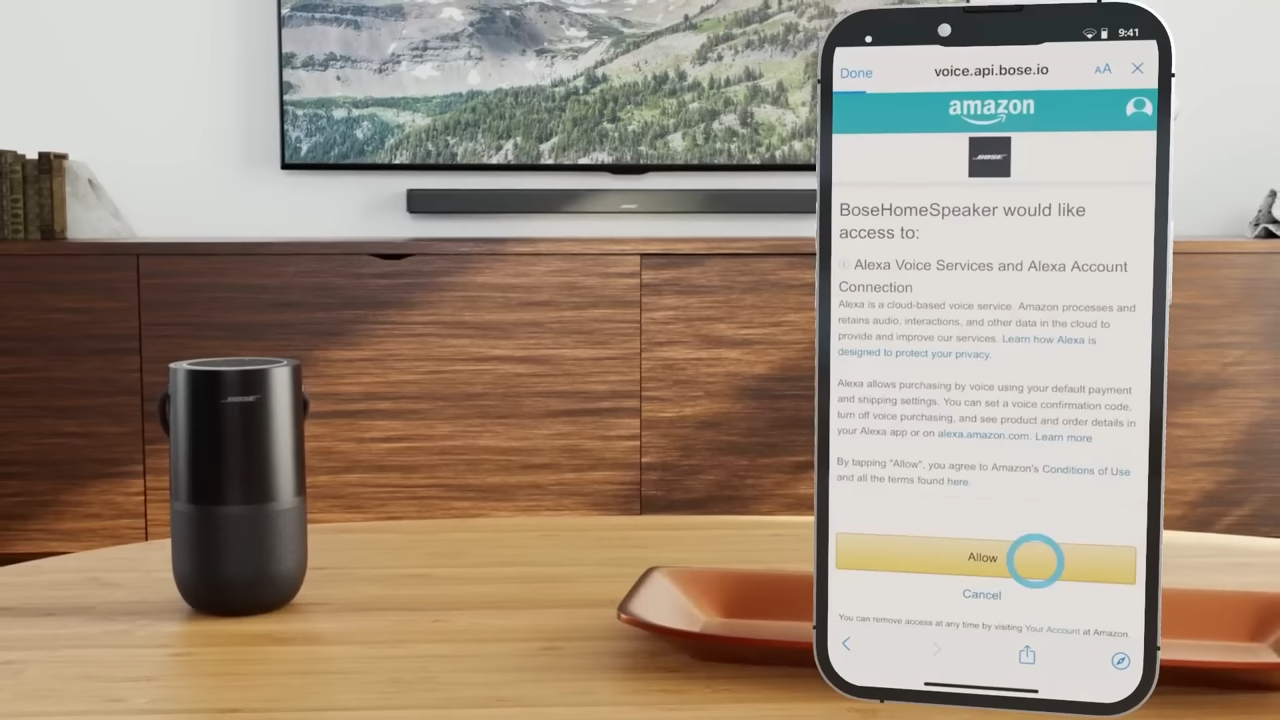 9:41
Done
voice.api.bose.io
AA
amazon
BOSE
BoseHomeSpeaker would like
access to:
Alexa Voice Services and Alexa Account
Connection
Alexa is a cloud-based voice service. Amazon processes and
retains audio, interactions, and other data in the cloud to
provide and improve our services. Learn how Alexa is
designed to protect your privacy.
Alexa allows purchasing by voice using your default payment
and shipping settings. You can set a voice confirmation code,
turn off voice purchasing, and see product and order details in
your Alexa app or on alexa.amazon.com. Learn more
By tapping "Allow", you agree to Amazon's Conditions of Use
and all the terms found here.
Allow
Cancel
You can remove access at any time by visiting Your Account at Amazon.
BOSE
BOSE